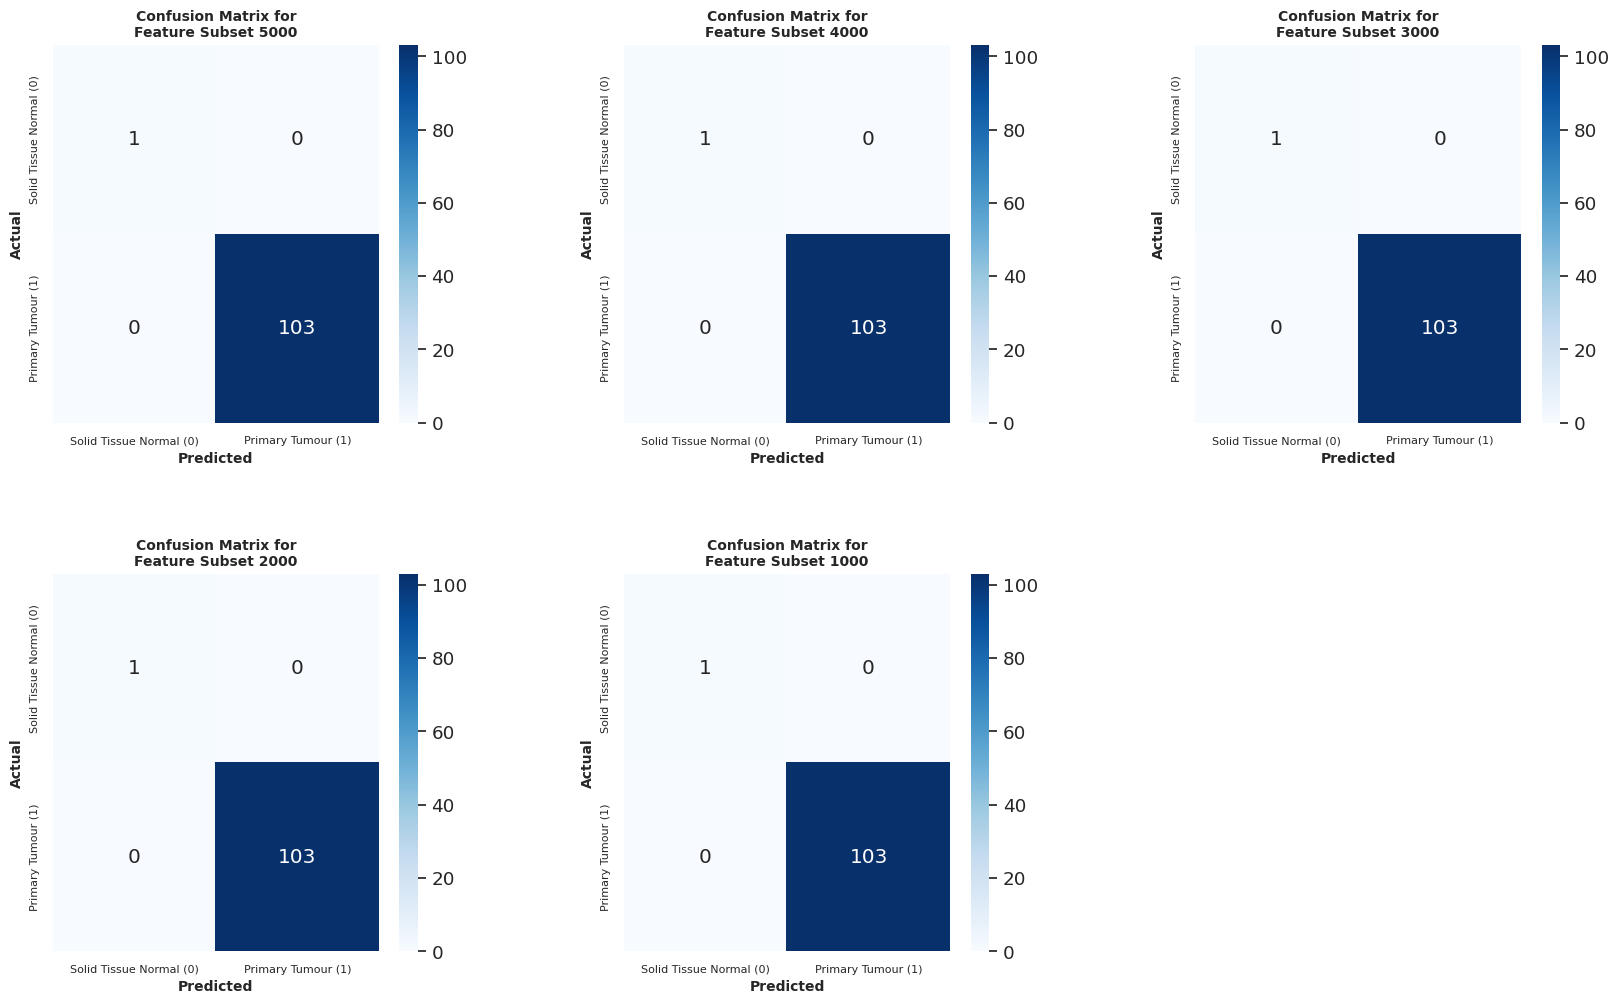 Confusion Matrix for
Feature Subset 5000
Solid Tissue Normal (0)
Primary Tumour (1)
Actual
1 0
0 103
Solid Tissue Normal (0) Primary Tumour (1)
Predicted
100
80
60
40
20
0
Confusion Matrix for
Feature Subset 4000
Solid Tissue Normal (0)
Primary Tumour (1)
Actual
1 0
0 103
Solid Tissue Normal (0) Primary Tumour (1)
Predicted
100
80
60
40
20
0
Confusion Matrix for
Feature Subset 3000
Solid Tissue Normal (0)
Primary Tumour (1)
Actual
1 0
0 103
Solid Tissue Normal (0) Primary Tumour (1)
Predicted
100
80
60
40
20
0
Confusion Matrix for
Feature Subset 2000
Solid Tissue Normal (0)
Primary Tumour (1)
Actual
1 0
0 103
Solid Tissue Normal (0) Primary Tumour (1)
Predicted
100
80
60
40
20
0
Confusion Matrix for
Feature Subset 1000
Solid Tissue Normal (0)
Primary Tumour (1)
Actual
1 0
0 103
Solid Tissue Normal (0) Primary Tumour (1)
Predicted
100
80
60
40
20
0